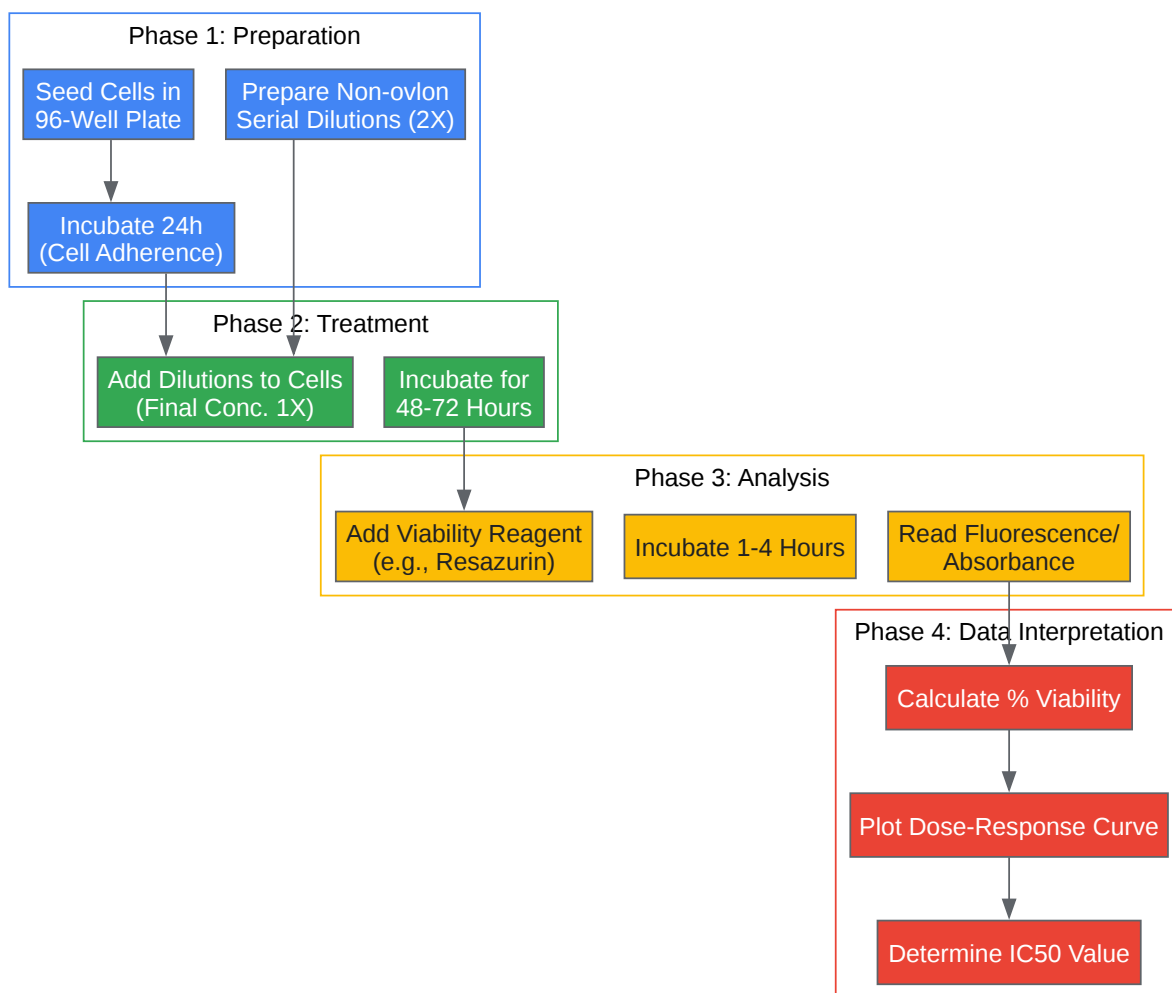 Phase 1: Preparation
Seed Cells in
96-Well Plate
Prepare Non-ovlon
Serial Dilutions (2X)
Incubate 24h
(Cell Adherence)
Phase 2: Treatment
Add Dilutions to Cells
(Final Conc. 1X)
Incubate for
48-72 Hours
Phase 3: Analysis
Add Viability Reagent
(e.g., Resazurin)
Incubate 1-4 Hours
Read Fluorescence/
Absorbance
Phase 4: Data Interpretation
Calculate % Viability
Plot Dose-Response Curve
Determine IC50 Value